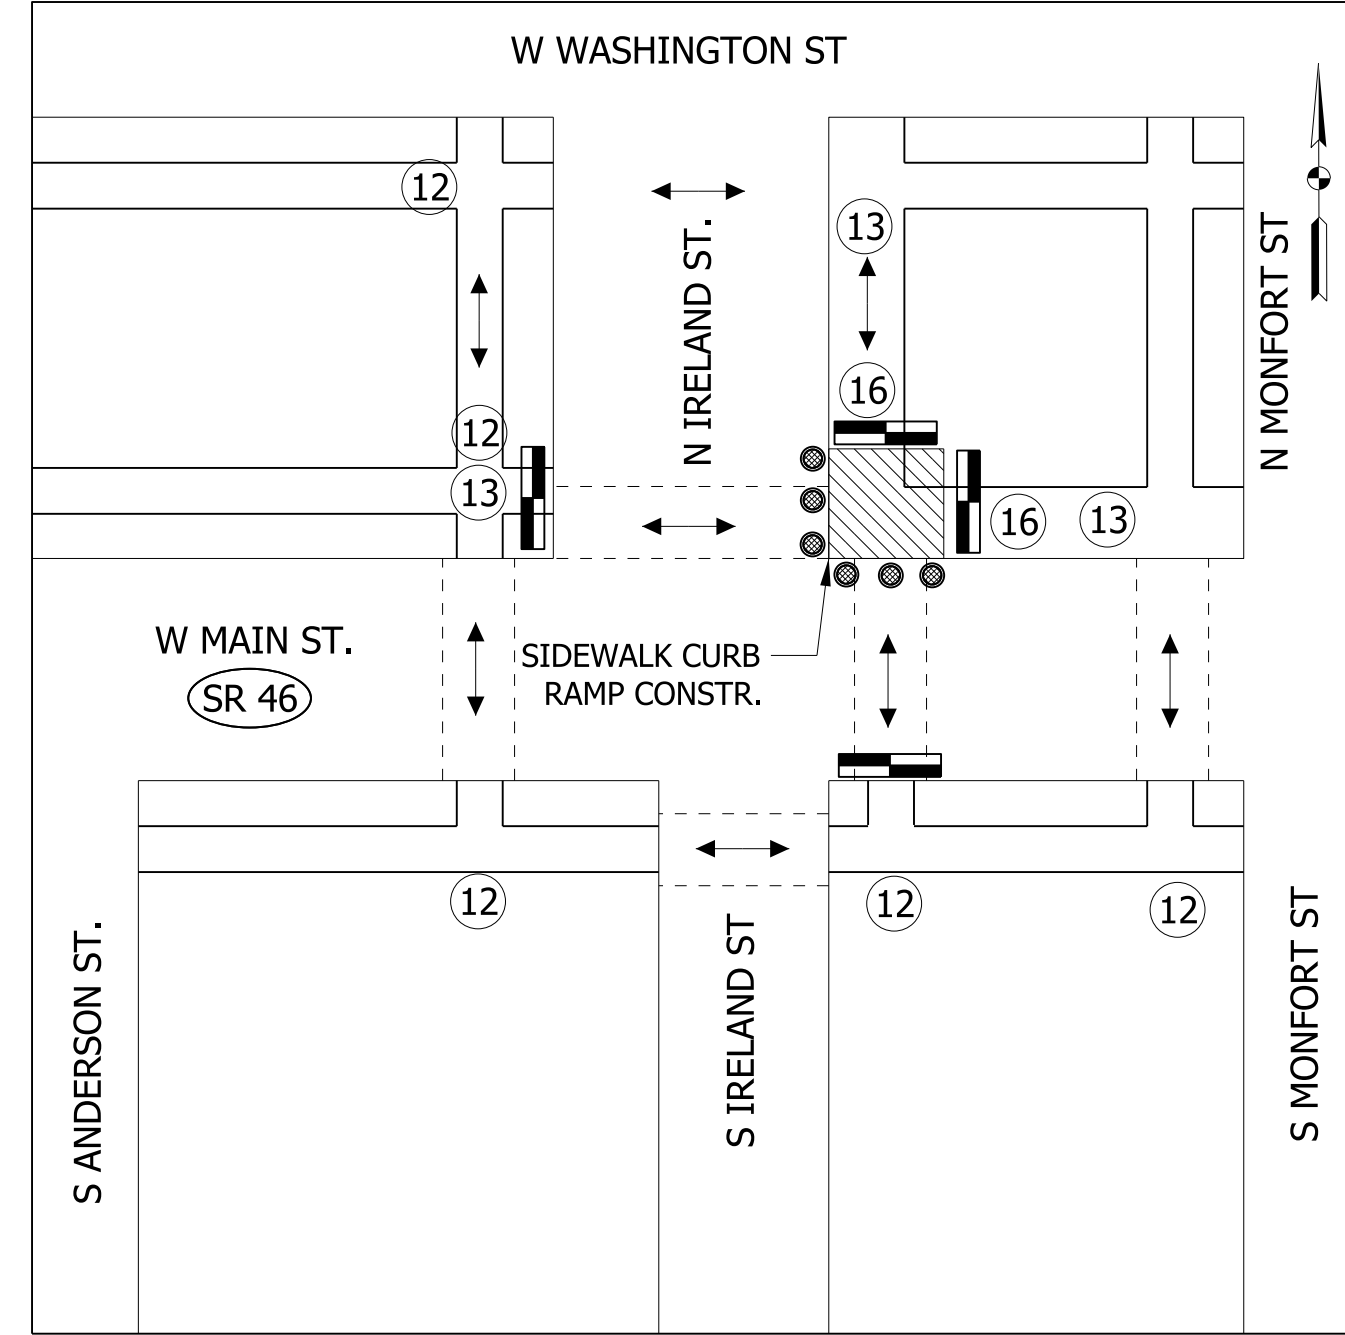 W WASHINGTON ST
12
13
N IRELAND ST.
N MONFORT ST
16
12
13
16
13
W MAIN ST.
SR 46
SIDEWALK CURB
RAMP CONSTR.
12
12
12
S ANDERSON ST.
S IRELAND ST
S MONFORT ST